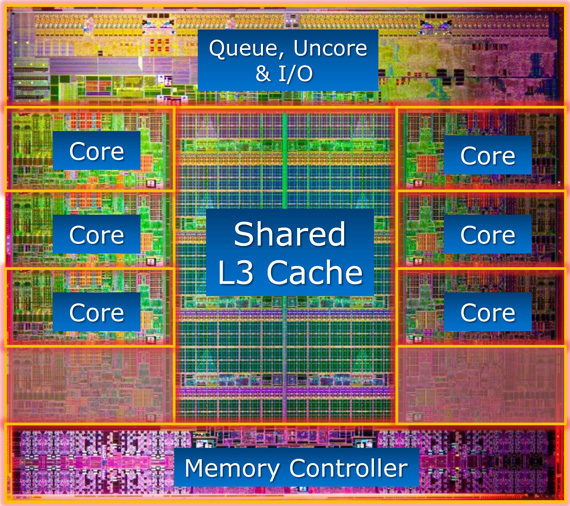 Queue, Uncore
& I/O
Core
Core
Shared
L3 Cache
Core
Core
Core
Core
Memory Controller